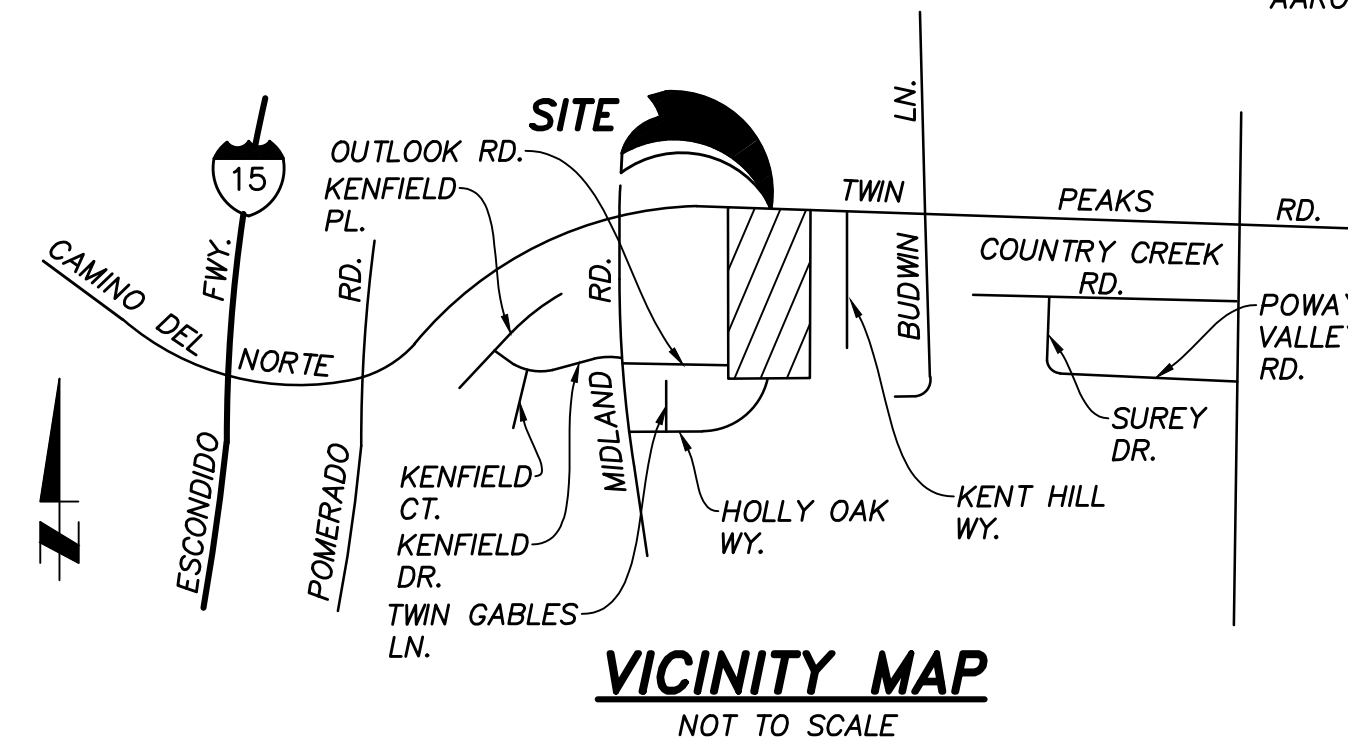 SITE
OUTLOOK RD.
KENFIELD
PL.
15
CAMINO DEL
NORTE
ESCONDIDO
FWY.
POMERADO
RD.
MIDLAND
RD.
TWIN
PEAKS
RD.
BUDWIN
LN.
COUNTRY CREEK
RD.
RD.
SUREY
DR.
KENFIELD
CT.
KENFIELD
DR.
TWIN GABLES
LN.
HOLLY OAK
WY.
KENT HILL
WY.
VICINITY MAP
NOT TO SCALE